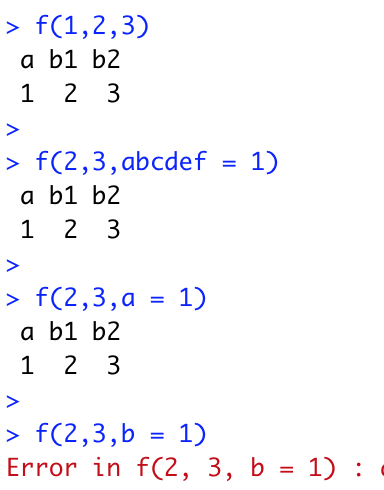 > f(1,2,3)
 a b1 b2
 1  2  3
>
> f(2,3,abcdef = 1)
 a b1 b2
 1  2  3
>
> f(2,3,a = 1)
 a b1 b2
 1  2  3
>
> f(2,3,b = 1)
Error in f(2, 3, b = 1) :